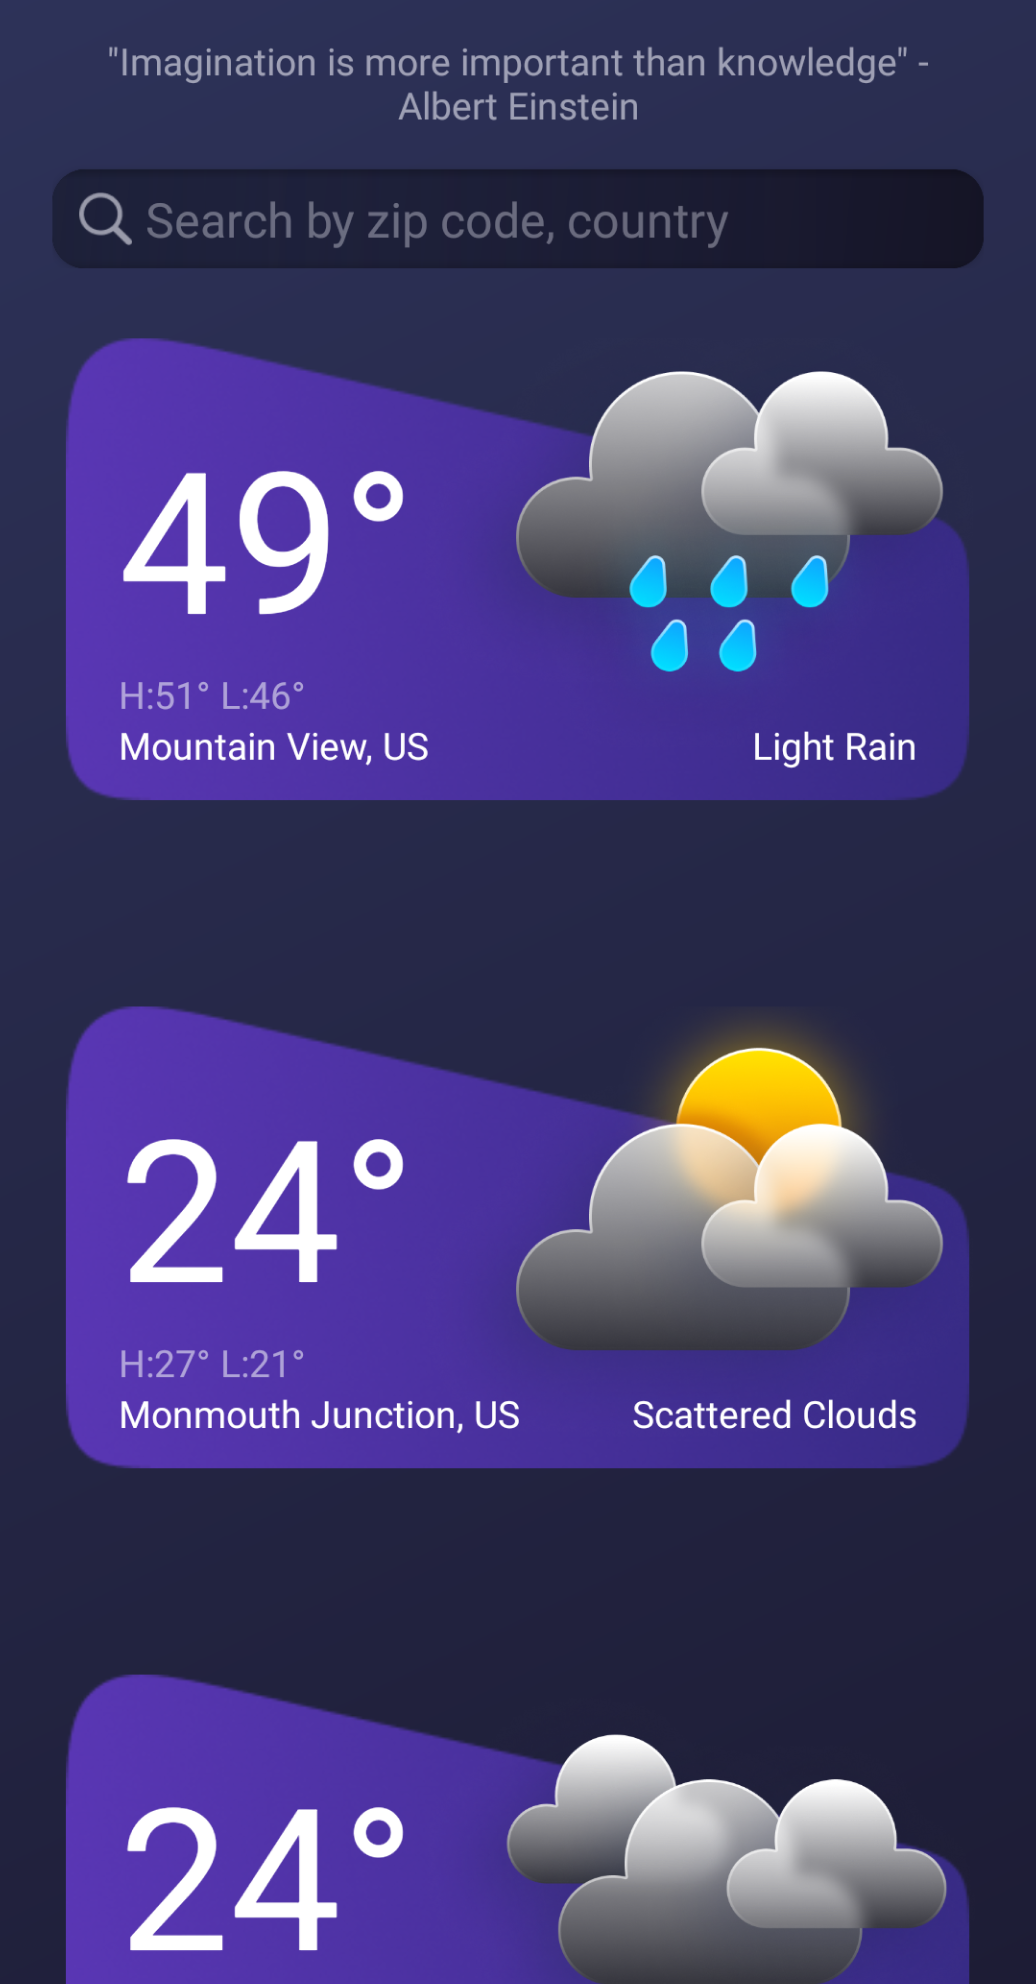 "Imagination is more important than knowledge" -
Albert Einstein
Search by zip code, country
49°
H:51° L:46°
Mountain View, US
Light Rain
24°
H:27° L:21°
Monmouth Junction, US
Scattered Clouds
24°